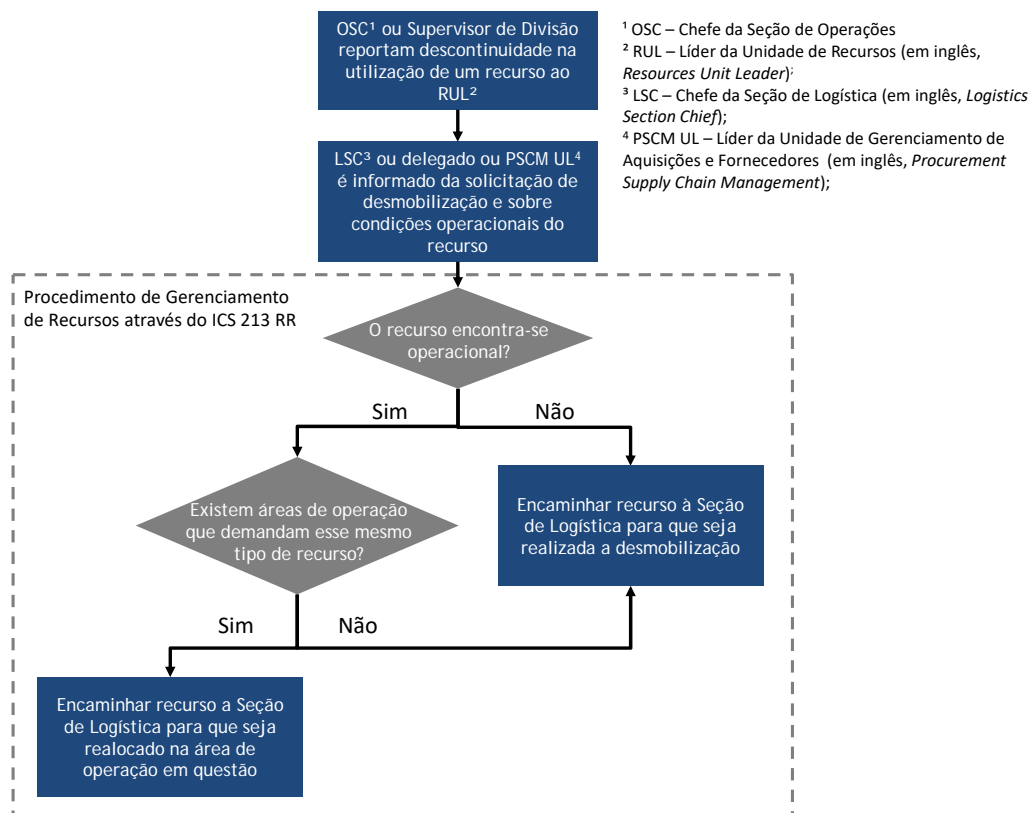 OSC¹ ou Supervisor de Divisão
reportam descontinuidade na
utilização de um recurso ao
RUL²
¹ OSC – Chefe da Seção de Operações
² RUL – Líder da Unidade de Recursos (em inglês,
Resources Unit Leader);
³ LSC – Chefe da Seção de Logística (em inglês, Logistics
Section Chief);
⁴ PSCM UL – Líder da Unidade de Gerenciamento de
Aquisições e Fornecedores (em inglês, Procurement
Supply Chain Management);
LSC³ ou delegado ou PSCM UL⁴
é informado da solicitação de
desmobilização e sobre
condições operacionais do
recurso
Procedimento de Gerenciamento
de Recursos através do ICS 213 RR
O recurso encontra-se
operacional?
Sim
Não
Existem áreas de operação
que demandam esse mesmo
tipo de recurso?
Encaminhar recurso à Seção
de Logística para que seja
realizada a desmobilização
Sim
Não
Encaminhar recurso a Seção
de Logística para que seja
realocado na área de
operação em questão